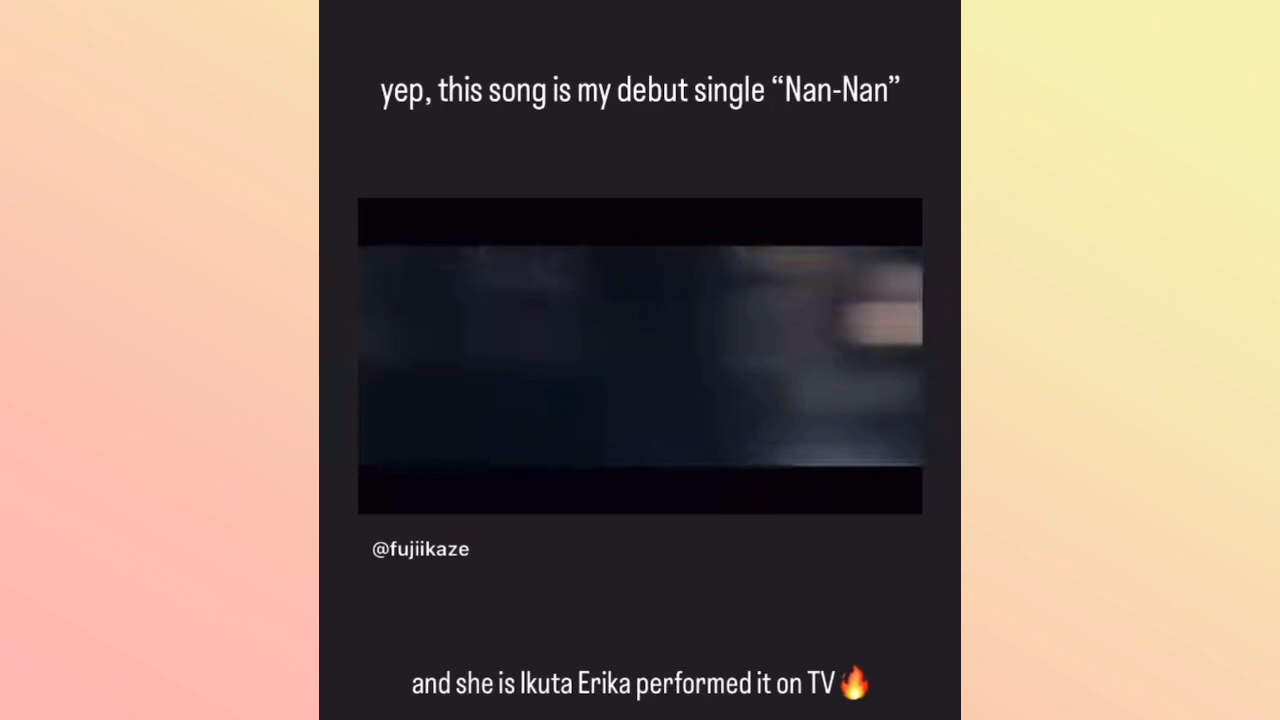 yep, this song is my debut single “Nan-Nan”
@fujiikaze
and she is Ikuta Erika performed it on TV🔥